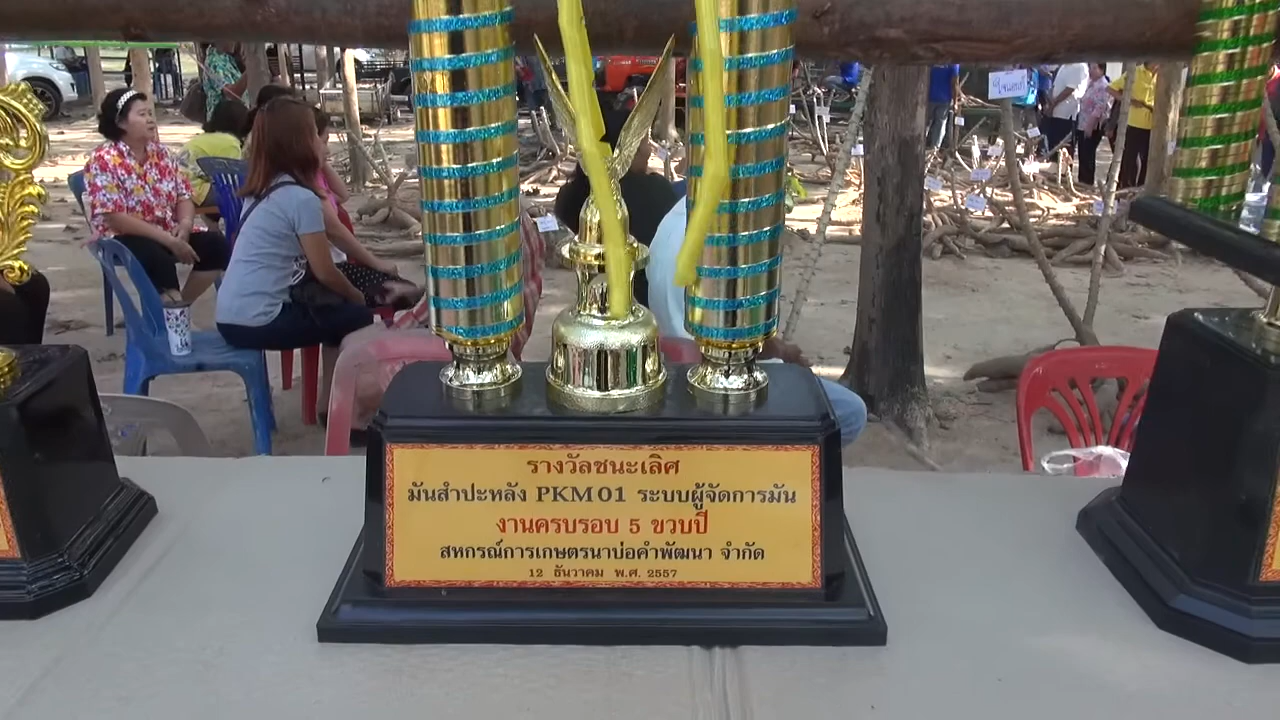 รางวัลชนะเลิศ
มันสำปะหลัง PKM01 ระบบผู้จัดการมัน
งานครบรอบ 5 ขวบปี
สหกรณ์การเกษตรนาบ่อคำพัฒนา จำกัด
12 ธันวาคม พ.ศ. 2557